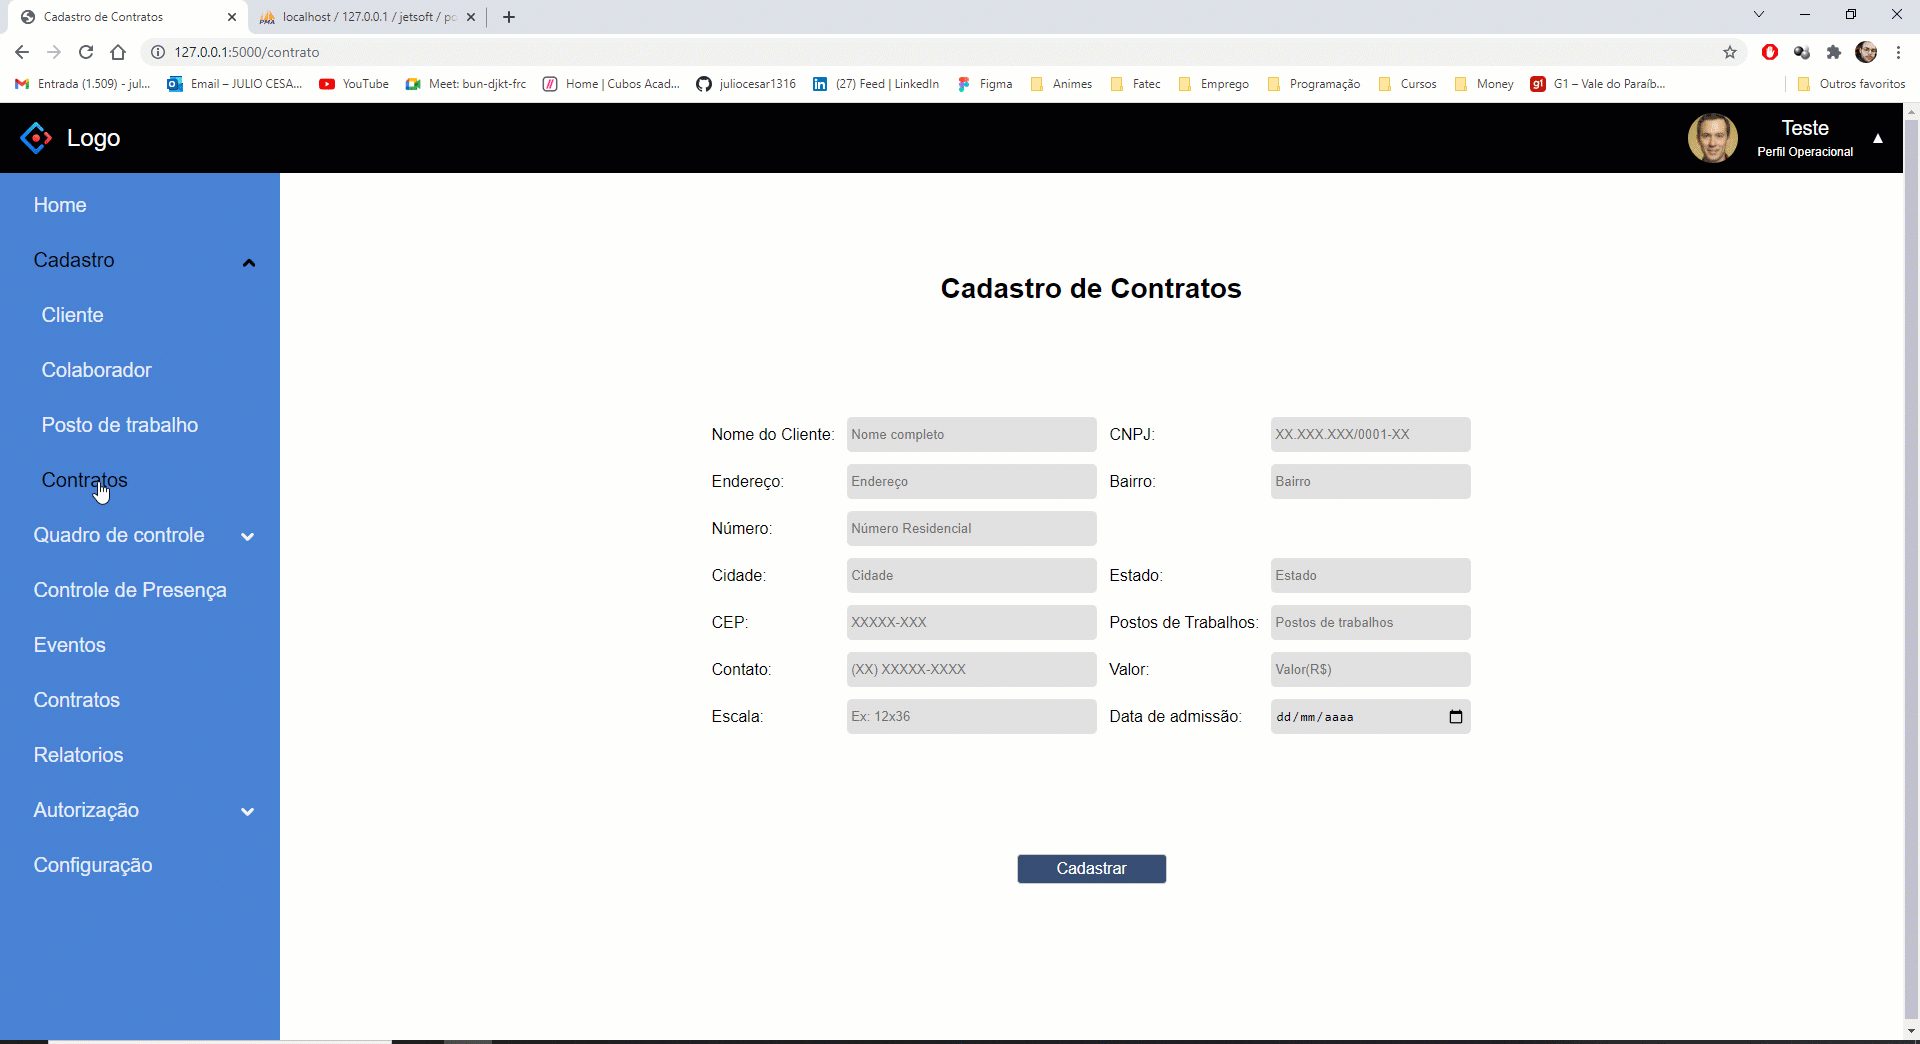 Cadastro de Contratos
localhost / 127.0.0.1 / jetsoft / po
127.0.0.1:5000/contrato
Entrada (1.509) - jul...
Email – JULIO CESA...
YouTube
Meet: bun-djkt-frc
Home | Cubos Acad...
juliocesar1316
(27) Feed | LinkedIn
Figma
Animes
Fatec
Emprego
Programação
Cursos
Money
G1 – Vale do Paraíb...
Outros favoritos
Logo
Teste
Perfil Operacional
Home
Cadastro
Cliente
Colaborador
Posto de trabalho
Contratos
Quadro de controle
Controle de Presença
Eventos
Contratos
Relatorios
Autorização
Configuração
Cadastro de Contratos
Nome do Cliente: Nome completo CNPJ: XX.XXX.XXX/0001-XX
Endereço: Endereço Bairro: Bairro
Número: Número Residencial
Cidade: Cidade Estado: Estado
CEP: XXXXX-XXX Postos de Trabalhos: Postos de trabalhos
Contato: (XX) XXXXX-XXXX Valor: Valor(R$)
Escala: Ex: 12x36 Data de admissão: dd/mm/aaaa
Cadastrar